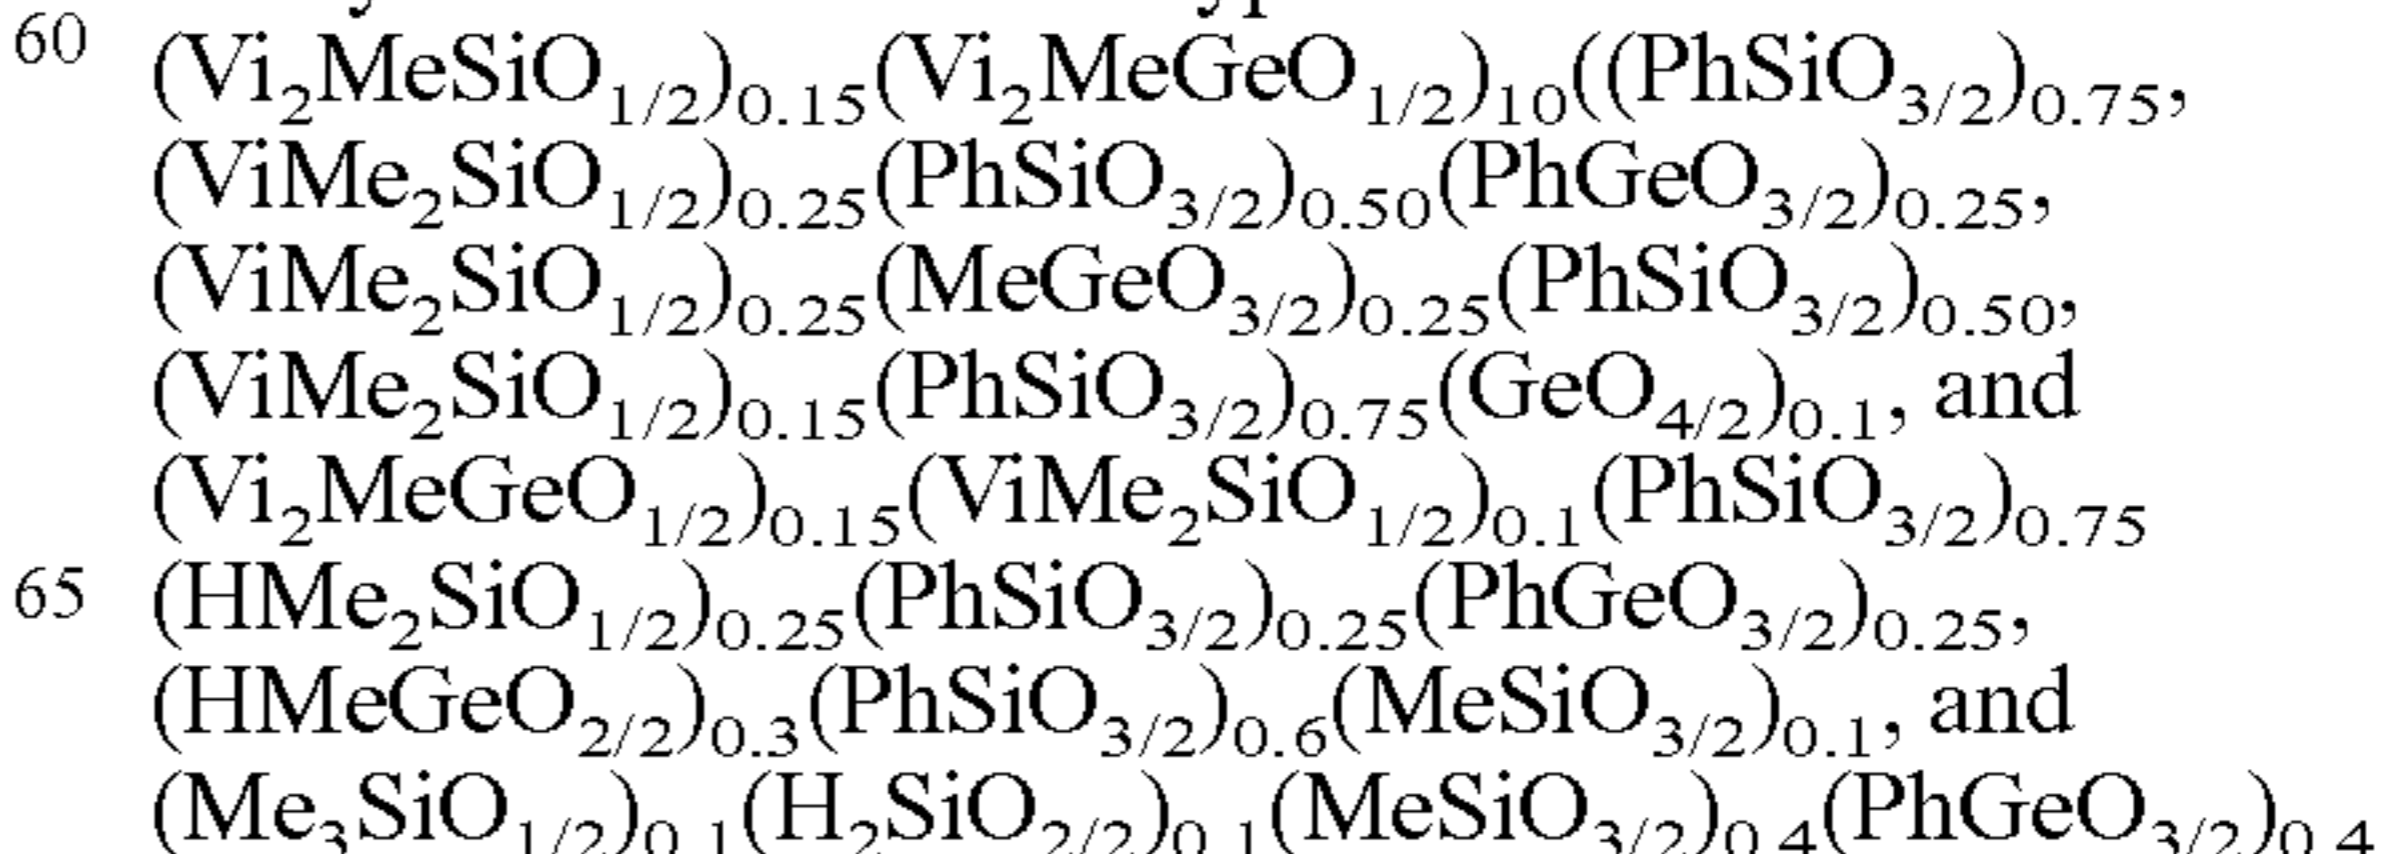 60 (Vi₂MeSiO₁/₂)₀.₁₅(Vi₂MeGeO₁/₂)₁₀((PhSiO₃/₂)₀.₇₅,
(ViMe₂SiO₁/₂)₀.₂₅(PhSiO₃/₂)₀.₅₀(PhGeO₃/₂)₀.₂₅,
(ViMe₂SiO₁/₂)₀.₂₅(MeGeO₃/₂)₀.₂₅(PhSiO₃/₂)₀.₅₀,
(ViMe₂SiO₁/₂)₀.₁₅(PhSiO₃/₂)₀.₇₅(GeO₄/₂)₀.₁, and
(Vi₂MeGeO₁/₂)₀.₁₅(ViMe₂SiO₁/₂)₀.₁(PhSiO₃/₂)₀.₇₅
65 (HMe₂SiO₁/₂)₀.₂₅(PhSiO₃/₂)₀.₂₅(PhGeO₃/₂)₀.₂₅,
(HMeGeO₂/₂)₀.₃(PhSiO₃/₂)₀.₆(MeSiO₃/₂)₀.₁, and
(Me₃SiO₁/₂)₀.₁(H₂SiO₂/₂)₀.₁(MeSiO₃/₂)₀.₄(PhGeO₃/₂)₀.₄